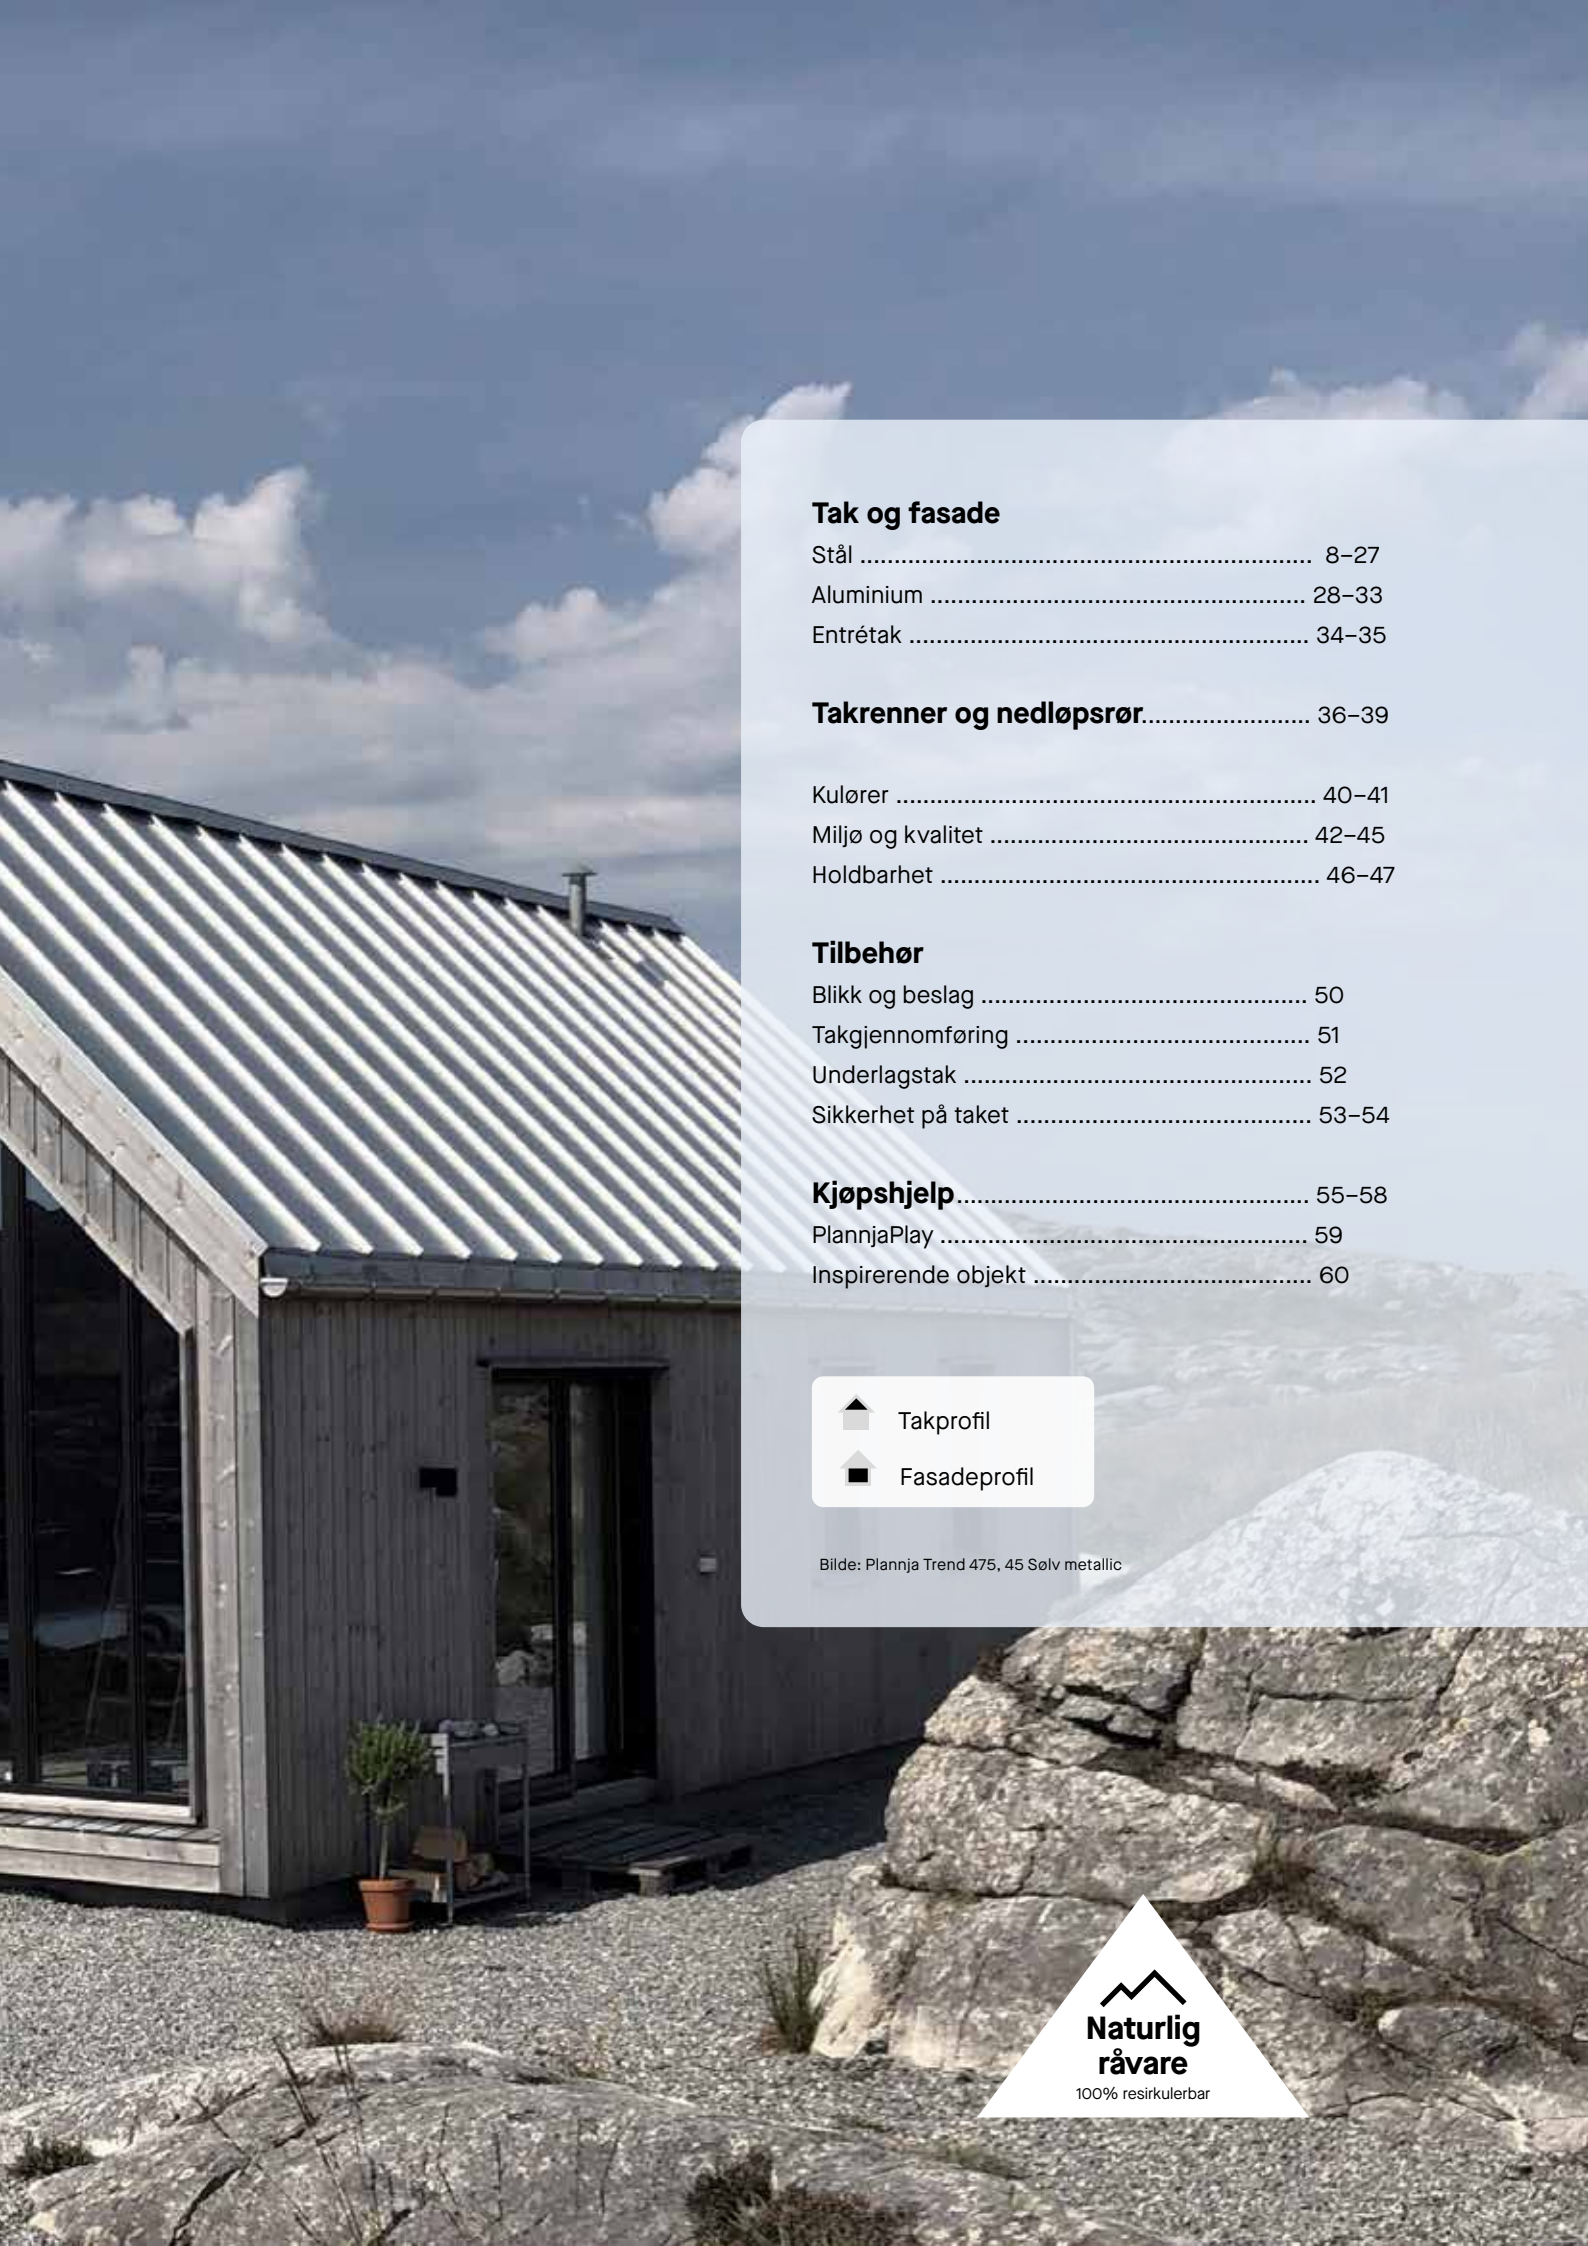 Tak og fasade
Stål .................................................................. 8–27
Aluminium ....................................................... 28–33
Entrétak .......................................................... 34–35
Takrenner og nedløpsrør......................... 36–39
Kulører ............................................................. 40–41
Miljø og kvalitet ............................................... 42–45
Holdbarhet ....................................................... 46–47
Tilbehør
Blikk og beslag ................................................ 50
Takgjennomføring ........................................... 51
Underlagstak ................................................... 52
Sikkerhet på taket ........................................... 53–54
Kjøpshjelp.................................................... 55–58
PlannjaPlay ...................................................... 59
Inspirerende objekt ......................................... 60
Takprofil
Fasadeprofil
Bilde: Plannja Trend 475, 45 Sølv metallic
Naturlig
råvare
100% resirkulerbar